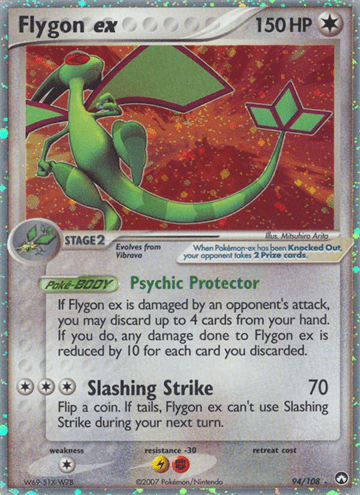 Flygon ex 150 HP
Illus. Mitsuhiro Arita
STAGE 2
Evolves from
Vibrava
When Pokémon-ex has been Knocked Out,
your opponent takes 2 Prize cards.
Poké-BODY Psychic Protector
If Flygon ex is damaged by an opponent's attack,
you may discard up to 4 cards from your hand.
If you do, any damage done to Flygon ex is
reduced by 10 for each card you discarded.
Slashing Strike 70
Flip a coin. If tails, Flygon ex can't use Slashing
Strike during your next turn.
weakness resistance -30 retreat cost
W69-S1X-W7B ©2007 Pokémon/Nintendo 94/108